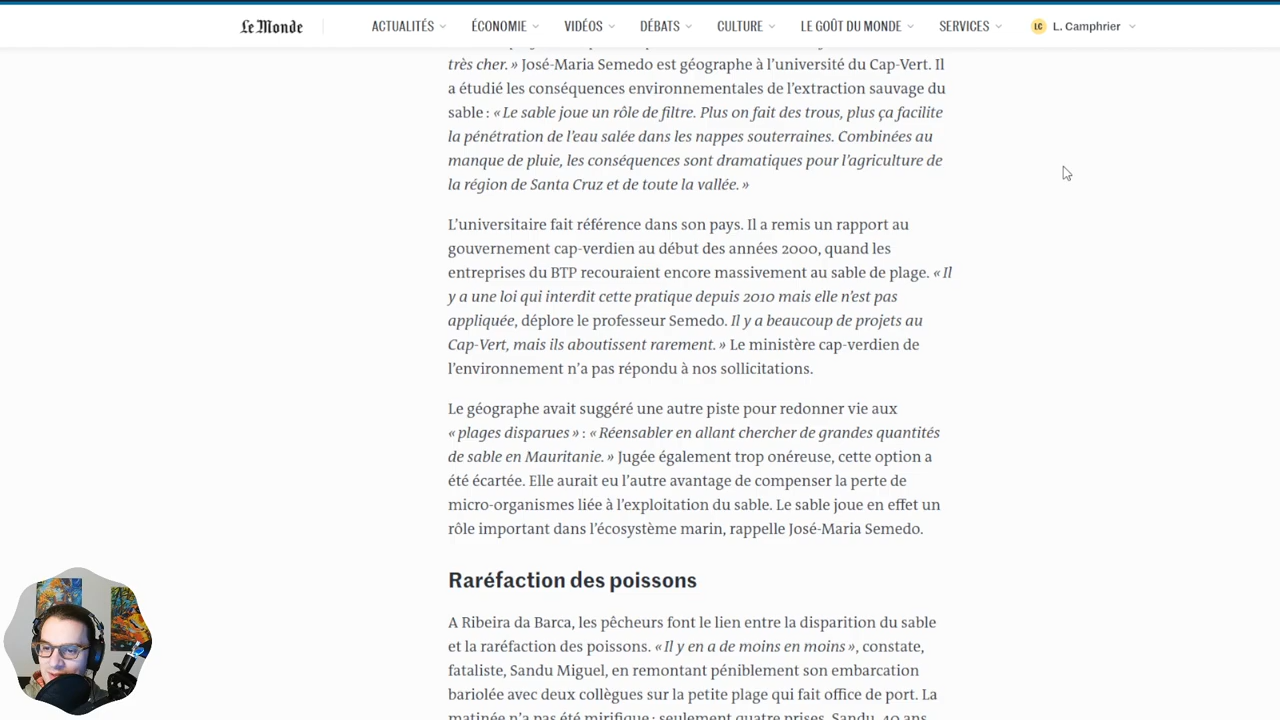 Le Monde
ACTUALITÉS
ÉCONOMIE
VIDÉOS
DÉBATS
CULTURE
LE GOÛT DU MONDE
SERVICES
LC
L. Camphrier
très cher. » José-Maria Semedo est géographe à l’université du Cap-Vert. Il
a étudié les conséquences environnementales de l’extraction sauvage du
sable : « Le sable joue un rôle de filtre. Plus on fait des trous, plus ça facilite
la pénétration de l’eau salée dans les nappes souterraines. Combinées au
manque de pluie, les conséquences sont dramatiques pour l’agriculture de
la région de Santa Cruz et de toute la vallée. »
L’universitaire fait référence dans son pays. Il a remis un rapport au
gouvernement cap-verdien au début des années 2000, quand les
entreprises du BTP recouraient encore massivement au sable de plage. « Il
y a une loi qui interdit cette pratique depuis 2010 mais elle n’est pas
appliquée, déplore le professeur Semedo. Il y a beaucoup de projets au
Cap-Vert, mais ils aboutissent rarement. » Le ministère cap-verdien de
l’environnement n’a pas répondu à nos sollicitations.
Le géographe avait suggéré une autre piste pour redonner vie aux
« plages disparues » : « Réensabler en allant chercher de grandes quantités
de sable en Mauritanie. » Jugée également trop onéreuse, cette option a
été écartée. Elle aurait eu l’autre avantage de compenser la perte de
micro-organismes liée à l’exploitation du sable. Le sable joue en effet un
rôle important dans l’écosystème marin, rappelle José-Maria Semedo.
Raréfaction des poissons
A Ribeira da Barca, les pêcheurs font le lien entre la disparition du sable
et la raréfaction des poissons. « Il y en a de moins en moins », constate,
fataliste, Sandu Miguel, en remontant péniblement son embarcation
bariolée avec deux collègues sur la petite plage qui fait office de port. La
matinée n’a pas été mirifique : seulement quatre prises. Sandu, 40 ans